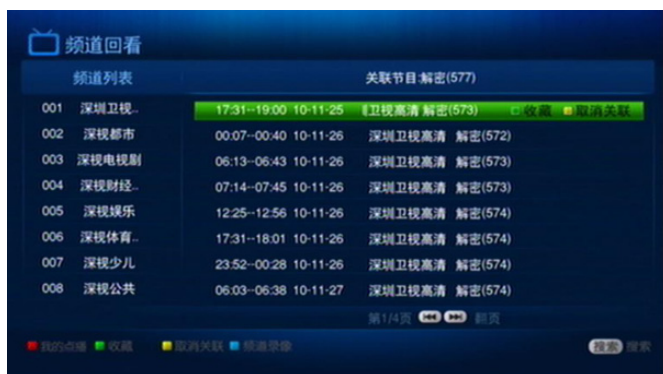 频道回看
频道列表 关联节目:解密(577)
001 深圳卫视.. 17:31--19:00 10-11-25 卫视高清 解密(573) 收藏 取消关联
002 深视都市 00:07--00:40 10-11-26 深圳卫视高清 解密(572)
003 深视电视剧 06:13--06:43 10-11-26 深圳卫视高清 解密(573)
004 深视财经.. 07:14--07:45 10-11-26 深圳卫视高清 解密(573)
005 深视娱乐 12:25--12:56 10-11-26 深圳卫视高清 解密(574)
006 深视体育.. 17:31--18:01 10-11-26 深圳卫视高清 解密(574)
007 深视少儿 23:52--00:28 10-11-26 深圳卫视高清 解密(574)
008 深视公共 06:03--06:38 10-11-27 深圳卫视高清 解密(574)
第1/4页 翻页
我的点播 收藏 取消关联 频道录像 搜索 搜索